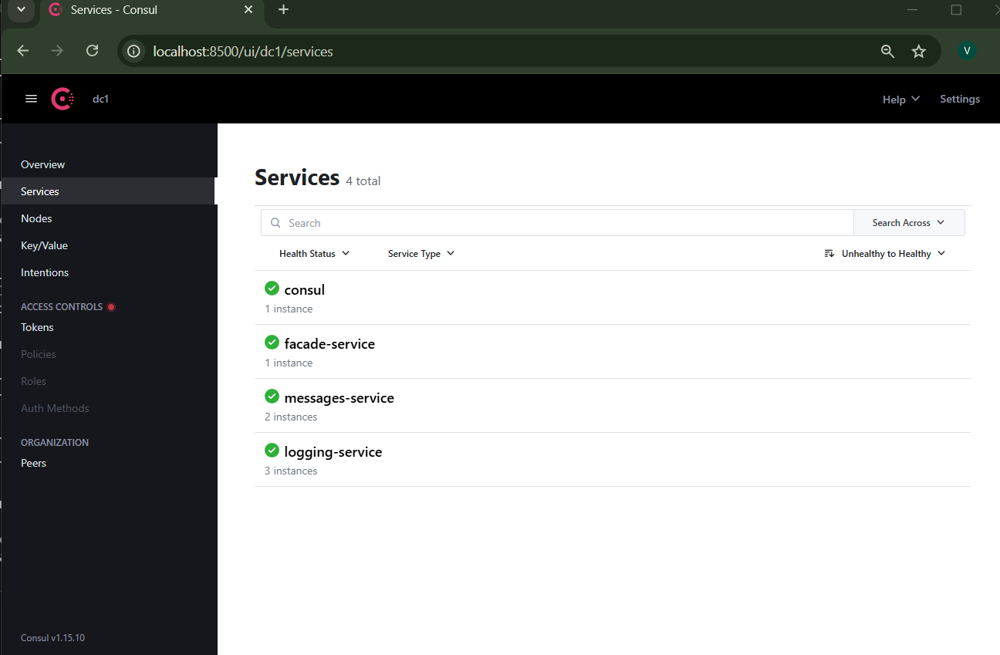 Services - Consul
localhost:8500/ui/dc1/services
V
dc1
Help
Settings
Overview
Services
Nodes
Key/Value
Intentions
ACCESS CONTROLS
Tokens
Policies
Roles
Auth Methods
ORGANIZATION
Peers
Consul v1.15.10
Services 4 total
Search
Search Across
Health Status
Service Type
Unhealthy to Healthy
consul
1 instance
facade-service
1 instance
messages-service
2 instances
logging-service
3 instances